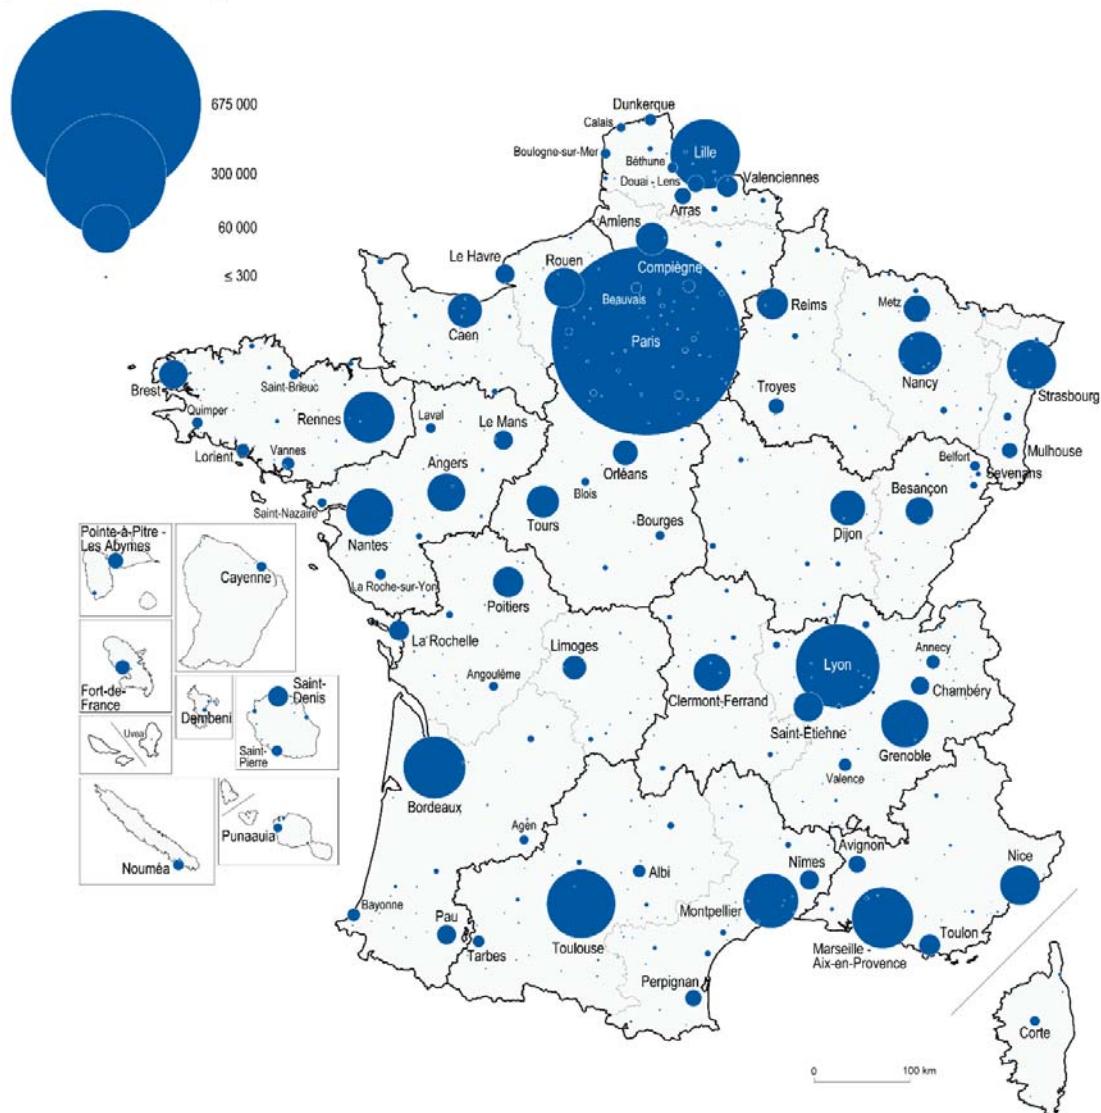 675 000
300 000
60 000
≤ 300
Dunkerque
Calais
Boulogne-sur-Mer
Lille
Béthune
Douai - Lens
Valenciennes
Arras
Amiens
Le Havre
Rouen
Compiègne
Beauvais
Paris
Caen
Reims
Metz
Nancy
Strasbourg
Troyes
Brest
Saint-Brieuc
Quimper
Rennes
Laval
Le Mans
Lorient
Vannes
Angers
Orléans
Mulhouse
Belfort
Sevenans
Besançon
Blois
Saint-Nazaire
Nantes
Tours
Bourges
Dijon
Pointe-à-Pitre -
Les Abymes
Cayenne
La Roche-sur-Yon
Poitiers
La Rochelle
Limoges
Angoulême
Clermont-Ferrand
Lyon
Annecy
Chambéry
Saint-Étienne
Grenoble
Valence
Fort-de-
France
Dembeni
Saint-
Denis
Saint-
Pierre
Uvea
Nouméa
Punaauia
Bordeaux
Agen
Albi
Avignon
Nîmes
Nice
Bayonne
Pau
Tarbes
Toulouse
Montpellier
Marseille -
Aix-en-Provence
Toulon
Perpignan
Corte
0
100 km